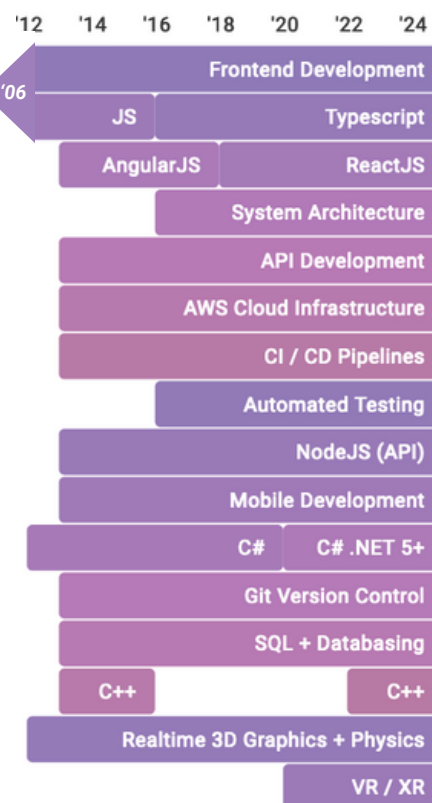 '12 '14 '16 '18 '20 '22 '24
Frontend Development
‘06
JS Typescript
AngularJS ReactJS
System Architecture
API Development
AWS Cloud Infrastructure
CI / CD Pipelines
Automated Testing
NodeJS (API)
Mobile Development
C# C# .NET 5+
Git Version Control
SQL + Databasing
C++ C++
Realtime 3D Graphics + Physics
VR / XR